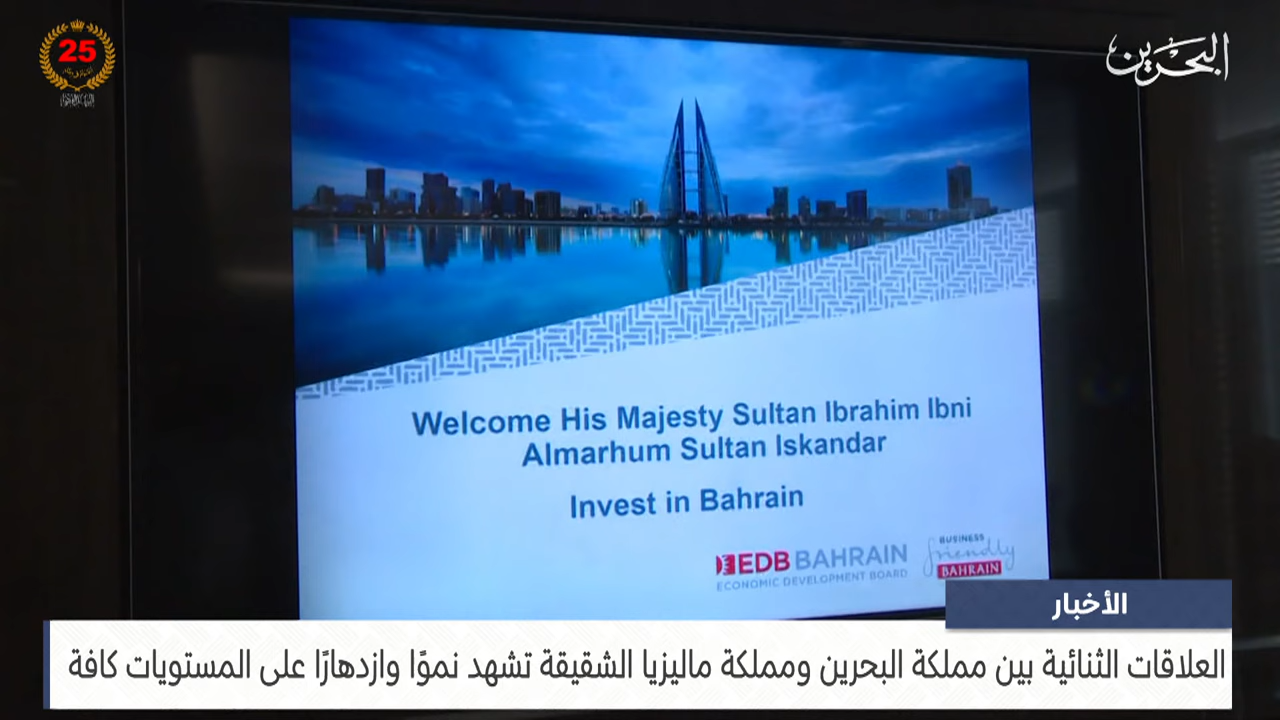 25
البحرين
Welcome His Majesty Sultan Ibrahim Ibni
Almarhum Sultan Iskandar
Invest in Bahrain
EDB BAHRAIN
ECONOMIC DEVELOPMENT BOARD
BUSINESS
friendly
BAHRAIN
الأخبار
العلاقات الثنائية بين مملكة البحرين ومملكة ماليزيا الشقيقة تشهد نموًا وازدهارًا على المستويات كافة